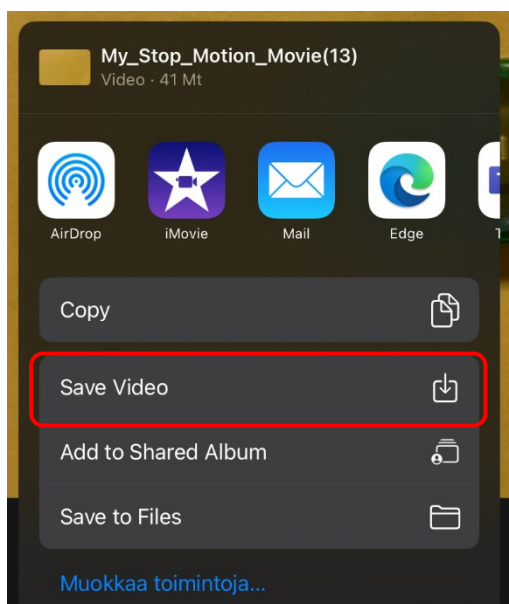 My_Stop_Motion_Movie(13)
Video · 41 Mt
AirDrop iMovie Mail Edge
Copy
Save Video
Add to Shared Album
Save to Files
Muokkaa toimintoja...